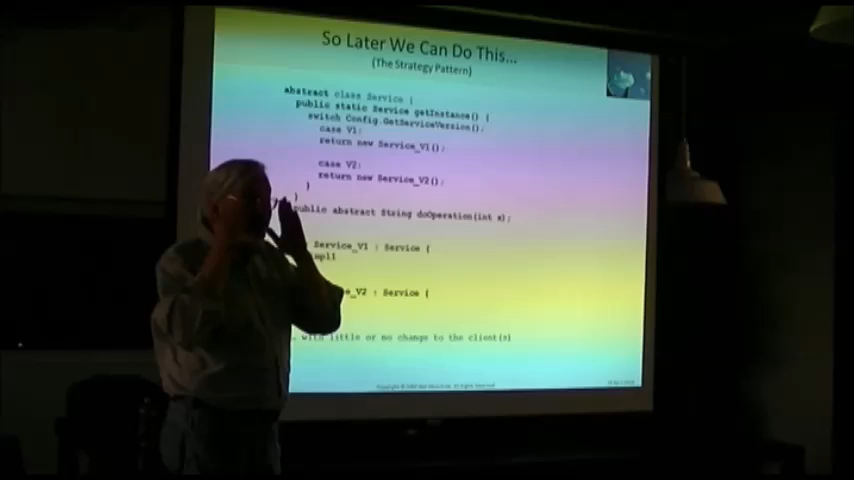 So Later We Can Do This...
(The Strategy Pattern)
abstract class Service {
public static Service getInstance() {
switch Config.GetServiceVersion();
case V1:
return new Service_V1();
case V2:
return new Service_V2();
}
}
public abstract String doOperation(int x);
Service_V1 : Service {
mpl1
e_V2 : Service {
, with little or no change to the client(s)